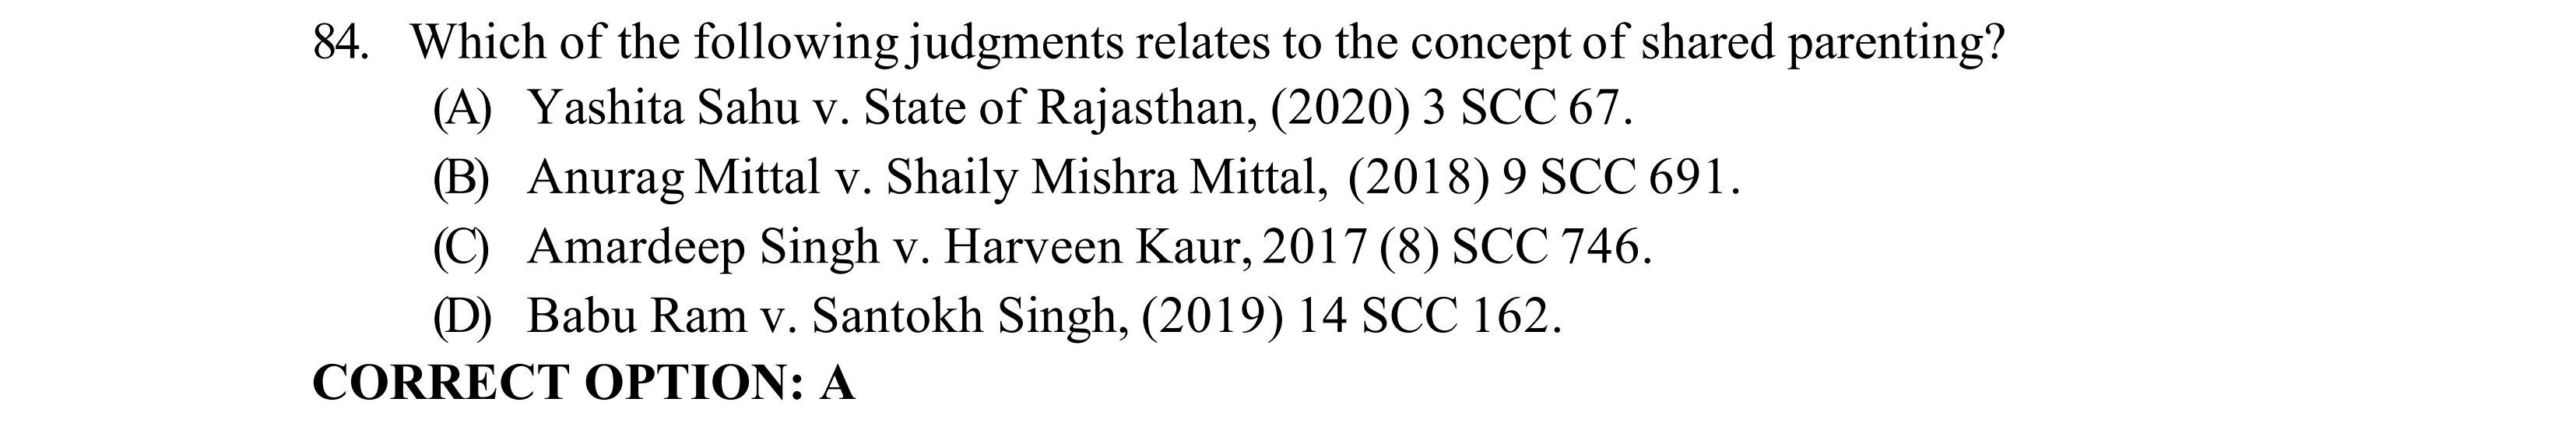 84. Which of the following judgments relates to the concept of shared parenting?
(A) Yashita Sahu v. State of Rajasthan, (2020) 3 SCC 67.
(B) Anurag Mittal v. Shaily Mishra Mittal, (2018) 9 SCC 691.
(C) Amardeep Singh v. Harveen Kaur, 2017 (8) SCC 746.
(D) Babu Ram v. Santokh Singh, (2019) 14 SCC 162.
CORRECT OPTION: A